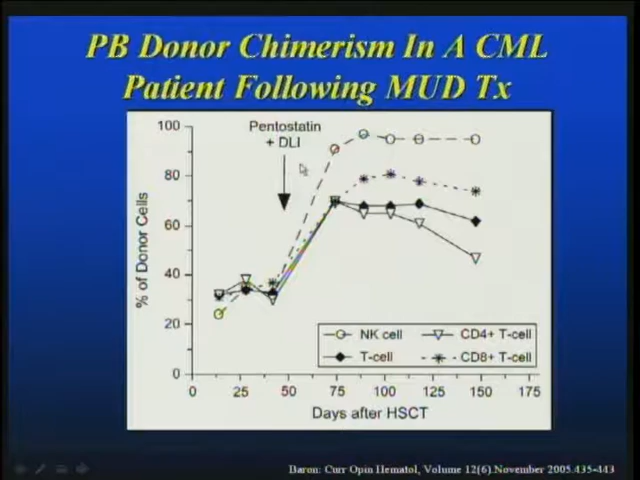 PB Donor Chimerism In A CML
Patient Following MUD Tx
Pentostatin
+ DLI
100
80
60
40
20
0
% of Donor Cells
NK cell
CD4+ T-cell
T-cell
CD8+ T-cell
0 25 50 75 100 125 150 175
Days after HSCT
Baron: Curr Opin Hematol, Volume 12(6).November 2005.435-443